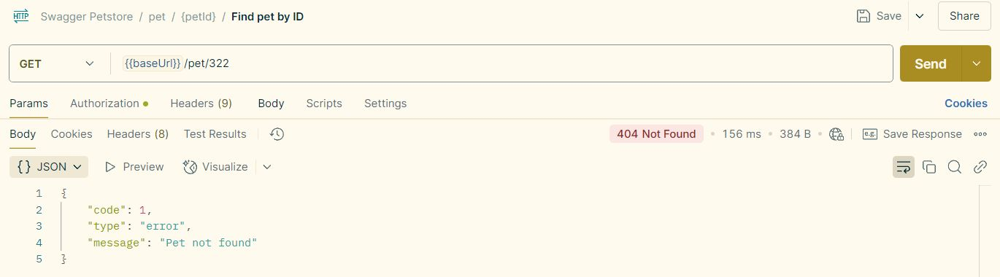 HTTP Swagger Petstore / pet / {petId} / Find pet by ID Save Share
GET {{baseUrl}}/pet/322 Send
Params Authorization Headers (9) Body Scripts Settings Cookies
Body Cookies Headers (8) Test Results 404 Not Found • 156 ms • 384 B • e.g. Save Response
{} JSON Preview Visualize
1 {
2 "code": 1,
3 "type": "error",
4 "message": "Pet not found"
5 }